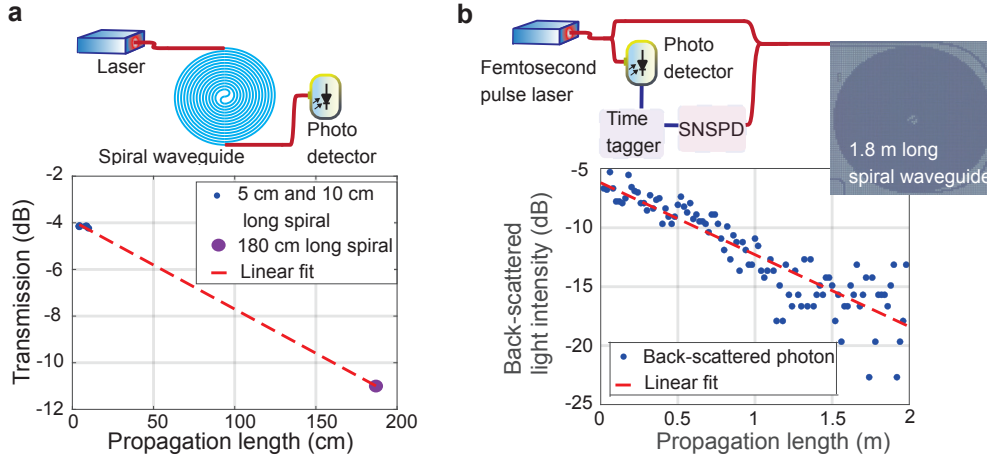 a
Laser
Spiral waveguide
Photo
detector
Transmission (dB)
-2
-4
-6
-8
-10
-12
0
50
100
150
200
Propagation length (cm)
5 cm and 10 cm
long spiral
180 cm long spiral
Linear fit
b
Femtosecond
pulse laser
Photo
detector
Time
tagger
SNSPD
1.8 m long
spiral waveguide
Back-scattered
light intensity (dB)
-5
-10
-15
-20
-25
0
0.5
1
1.5
2
Propagation length (m)
Back-scattered photon
Linear fit